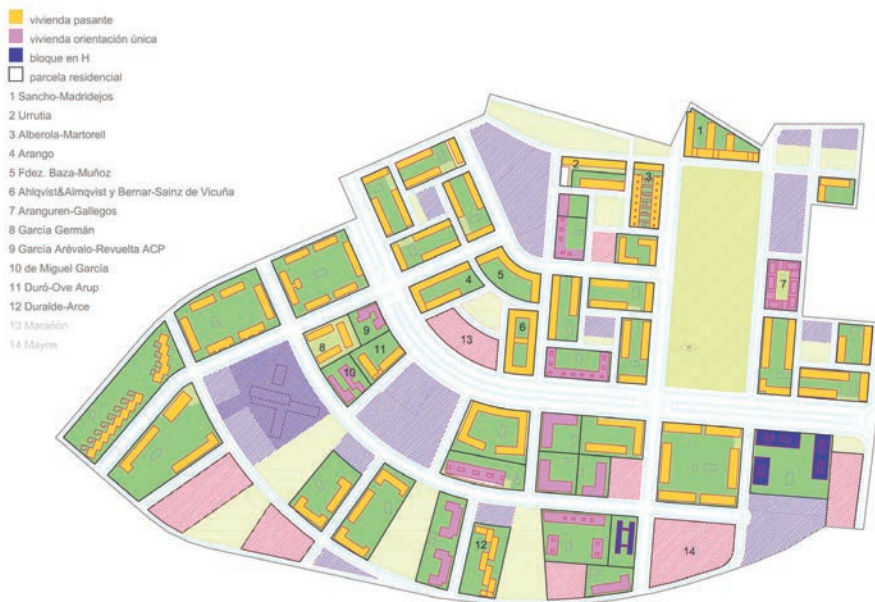 vivienda pasante
vivienda orientación única
bloque en H
parcela residencial
1 Sancho-Madridejos
2 Urrutia
3 Alberola-Martorell
4 Arango
5 Fdez. Baza-Muñoz
6 Ahlqvist&Almqvist y Bernar-Sainz de Vicuña
7 Aranguren-Gallegos
8 García Germán
9 García Arévalo-Revuelta ACP
10 de Miguel García
11 Duró-Ove Arup
12 Duralde-Arce
13 Marañón
14 Mayne
1
2
3
4
5
7
6
13
8
9
11
10
12
14